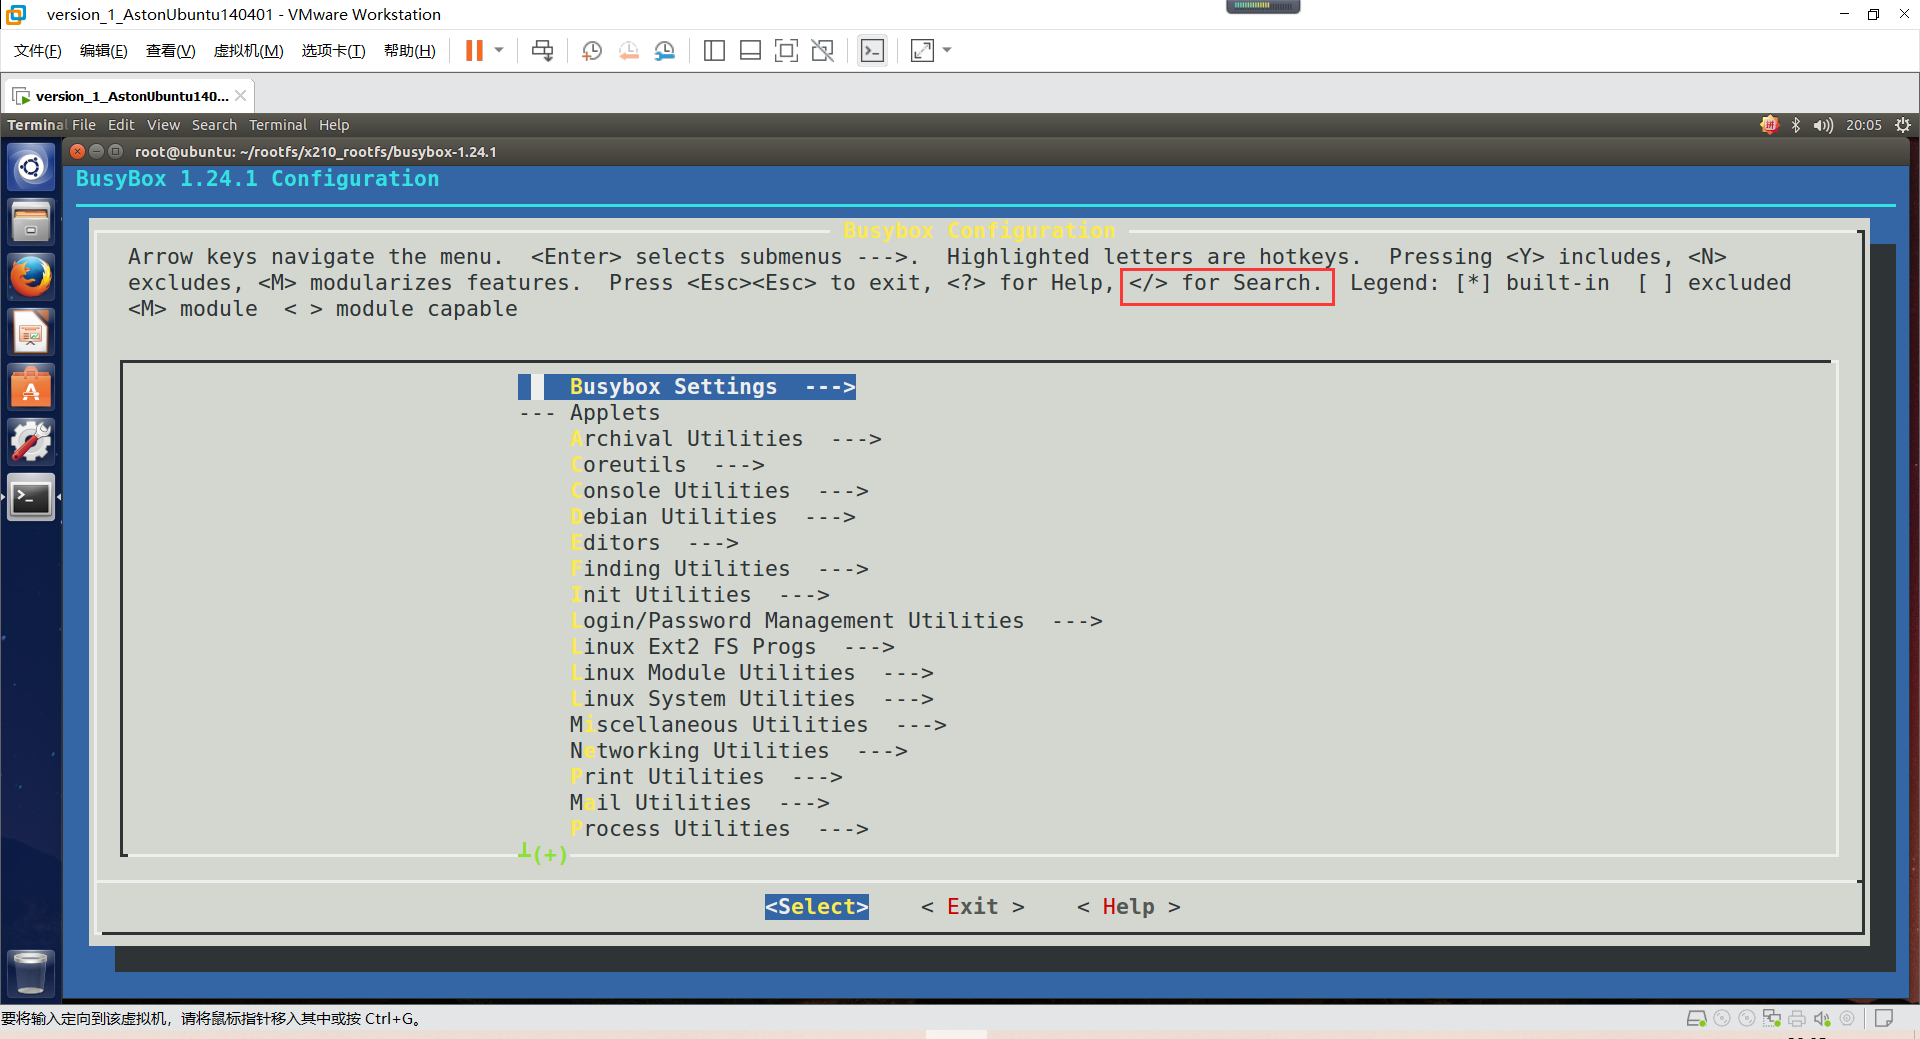 version_1_AstonUbuntu140401 - VMware Workstation
文件(F) 编辑(E) 查看(V) 虚拟机(M) 选项卡(T) 帮助(H)
version_1_AstonUbuntu140...
Terminal File Edit View Search Terminal Help 20:05
root@ubuntu: ~/rootfs/x210_rootfs/busybox-1.24.1
BusyBox 1.24.1 Configuration
Busybox Configuration
Arrow keys navigate the menu.  <Enter> selects submenus --->.  Highlighted letters are hotkeys.  Pressing <Y> includes, <N>
excludes, <M> modularizes features.  Press <Esc><Esc> to exit, <?> for Help, </> for Search.  Legend: [*] built-in  [ ] excluded
<M> module  < > module capable
Busybox Settings  --->
--- Applets
Archival Utilities  --->
Coreutils  --->
Console Utilities  --->
Debian Utilities  --->
Editors  --->
Finding Utilities  --->
Init Utilities  --->
Login/Password Management Utilities  --->
Linux Ext2 FS Progs  --->
Linux Module Utilities  --->
Linux System Utilities  --->
Miscellaneous Utilities  --->
Networking Utilities  --->
Print Utilities  --->
Mail Utilities  --->
Process Utilities  --->
┴(+)
<Select>    < Exit >    < Help >
要将输入定向到该虚拟机，请将鼠标指针移入其中或按 Ctrl+G。